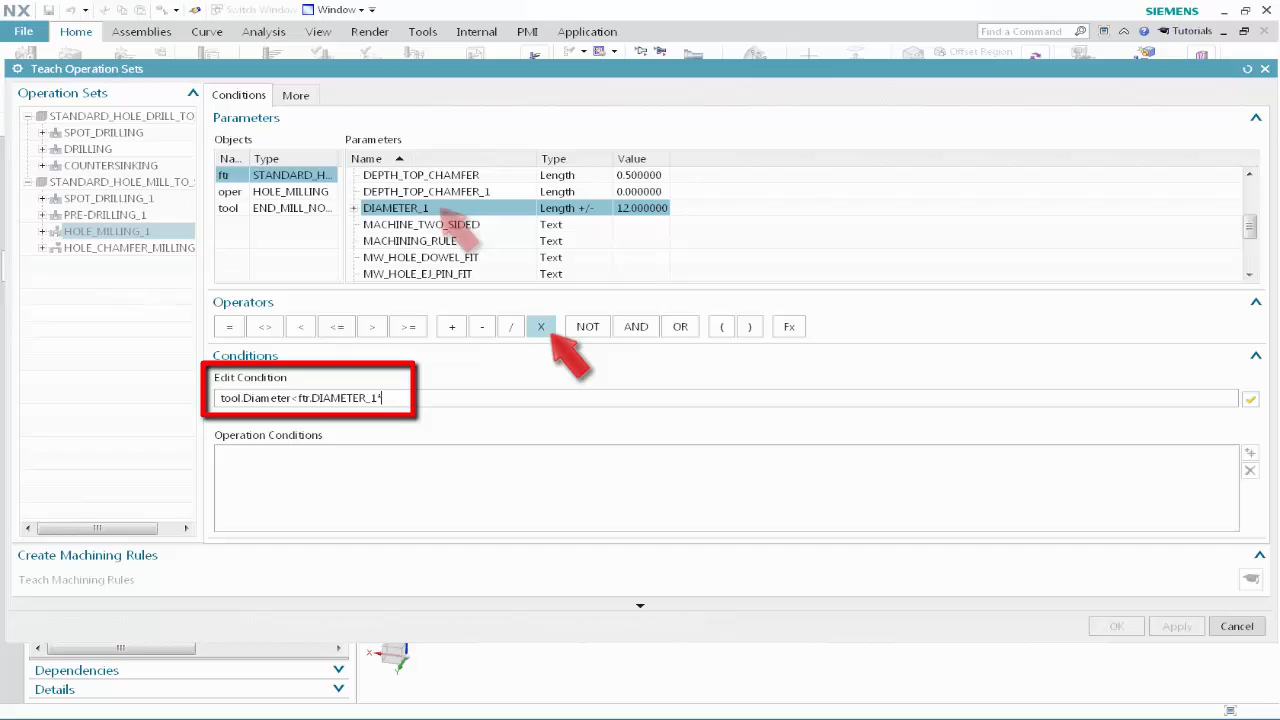 NX Switch Window Window SIEMENS
File Home Assemblies Curve Analysis View Render Tools Internal PMI Application Find a Command Tutorials
Offset Region
Teach Operation Sets
Operation Sets
STANDARD_HOLE_DRILL_TO
SPOT_DRILLING
DRILLING
COUNTERSINKING
STANDARD_HOLE_MILL_TO_
SPOT_DRILLING_1
PRE-DRILLING_1
HOLE_MILLING_1
HOLE_CHAMFER_MILLING
Conditions More
Parameters
Objects Parameters
Na... Type Name Type Value
ftr STANDARD_H... DEPTH_TOP_CHAMFER Length 0.500000
oper HOLE_MILLING DEPTH_TOP_CHAMFER_1 Length 0.000000
tool END_MILL_NO... DIAMETER_1 Length +/- 12.000000
MACHINE_TWO_SIDED Text
MACHINING_RULE Text
MW_HOLE_DOWEL_FIT Text
MW_HOLE_EJ_PIN_FIT Text
Operators
= <> < <= > >= + - / X NOT AND OR ( ) Fx
Conditions
Edit Condition
tool.Diameter<ftr.DIAMETER_1*
Operation Conditions
Create Machining Rules
Teach Machining Rules
OK Apply Cancel
X
Y
Dependencies
Details